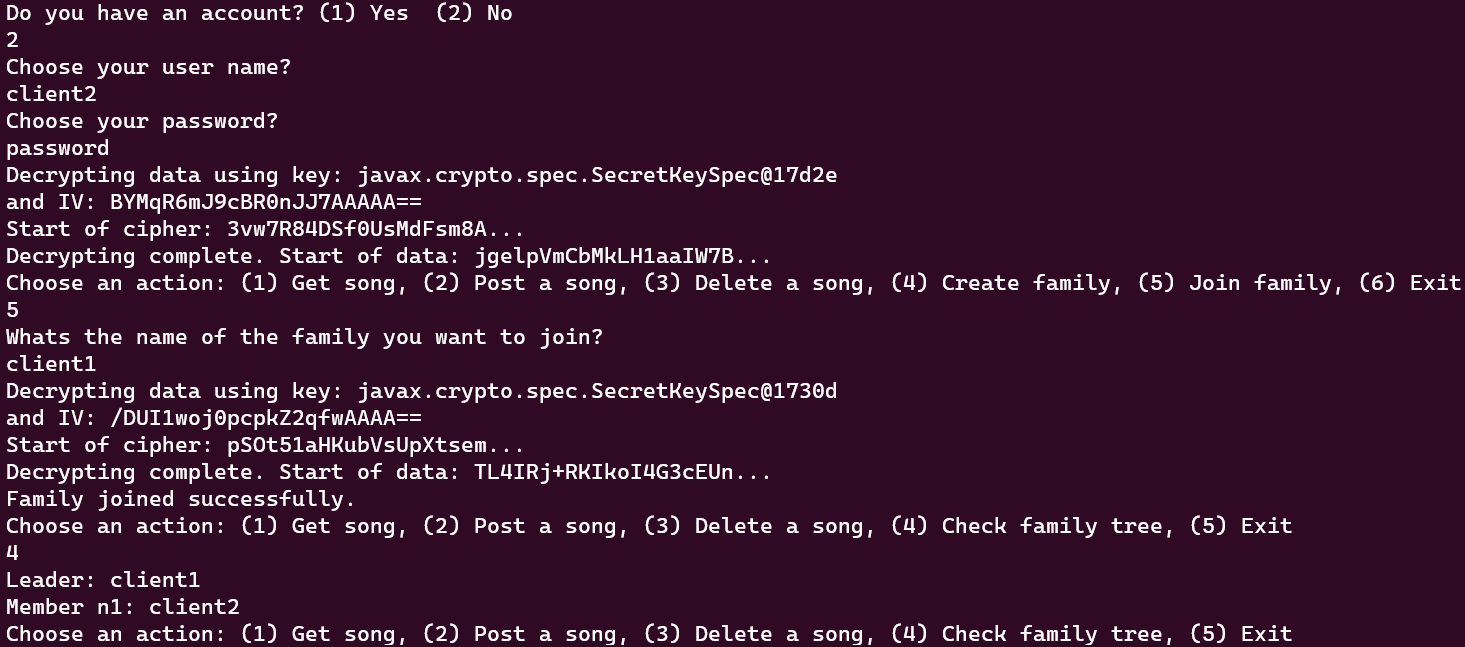 Do you have an account? (1) Yes  (2) No
2
Choose your user name?
client2
Choose your password?
password
Decrypting data using key: javax.crypto.spec.SecretKeySpec@17d2e
and IV: BYMqR6mJ9cBR0nJJ7AAAAA==
Start of cipher: 3vw7R84DSf0UsMdFsm8A...
Decrypting complete. Start of data: jgelpVmCbMkLH1aaIW7B...
Choose an action: (1) Get song, (2) Post a song, (3) Delete a song, (4) Create family, (5) Join family, (6) Exit
5
Whats the name of the family you want to join?
client1
Decrypting data using key: javax.crypto.spec.SecretKeySpec@1730d
and IV: /DUI1woj0pcpkZ2qfwAAAA==
Start of cipher: pSOt51aHKubVsUpXtsem...
Decrypting complete. Start of data: TL4IRj+RKIkoI4G3cEUn...
Family joined successfully.
Choose an action: (1) Get song, (2) Post a song, (3) Delete a song, (4) Check family tree, (5) Exit
4
Leader: client1
Member n1: client2
Choose an action: (1) Get song, (2) Post a song, (3) Delete a song, (4) Check family tree, (5) Exit